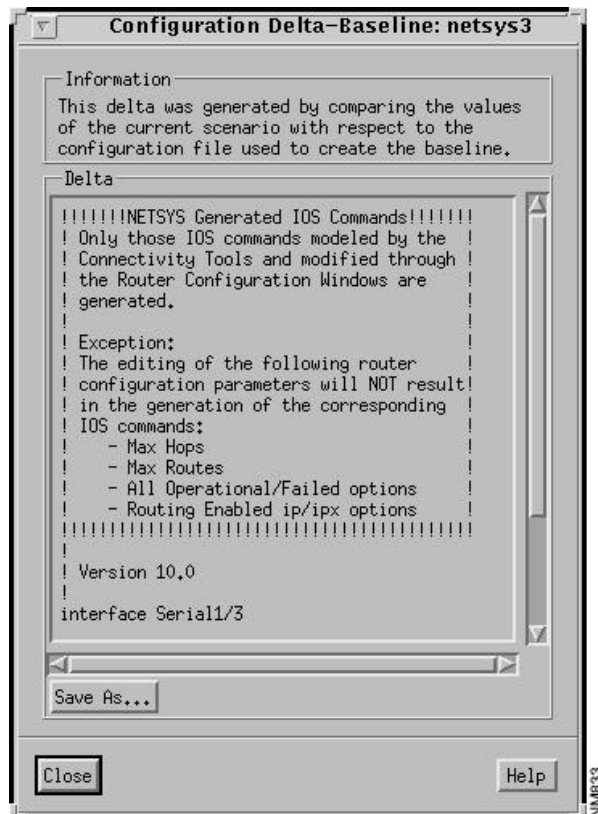 Configuration Delta-Baseline: netsys3
Information
This delta was generated by comparing the values
of the current scenario with respect to the
configuration file used to create the baseline.
Delta
!!!!!!!NETSYS Generated IOS Commands!!!!!!!
! Only those IOS commands modeled by the !
! Connectivity Tools and modified through !
! the Router Configuration Windows are !
! generated. !
! !
! Exception: !
! The editing of the following router !
! configuration parameters will NOT result!
! in the generation of the corresponding !
! IOS commands: !
! - Max Hops !
! - Max Routes !
! - All Operational/Failed options !
! - Routing Enabled ip/ipx options !
!!!!!!!!!!!!!!!!!!!!!!!!!!!!!!!!!!!!!!!!!!!
!
! Version 10.0
!
interface Serial1/3
Save As...
Close
Help
NM833